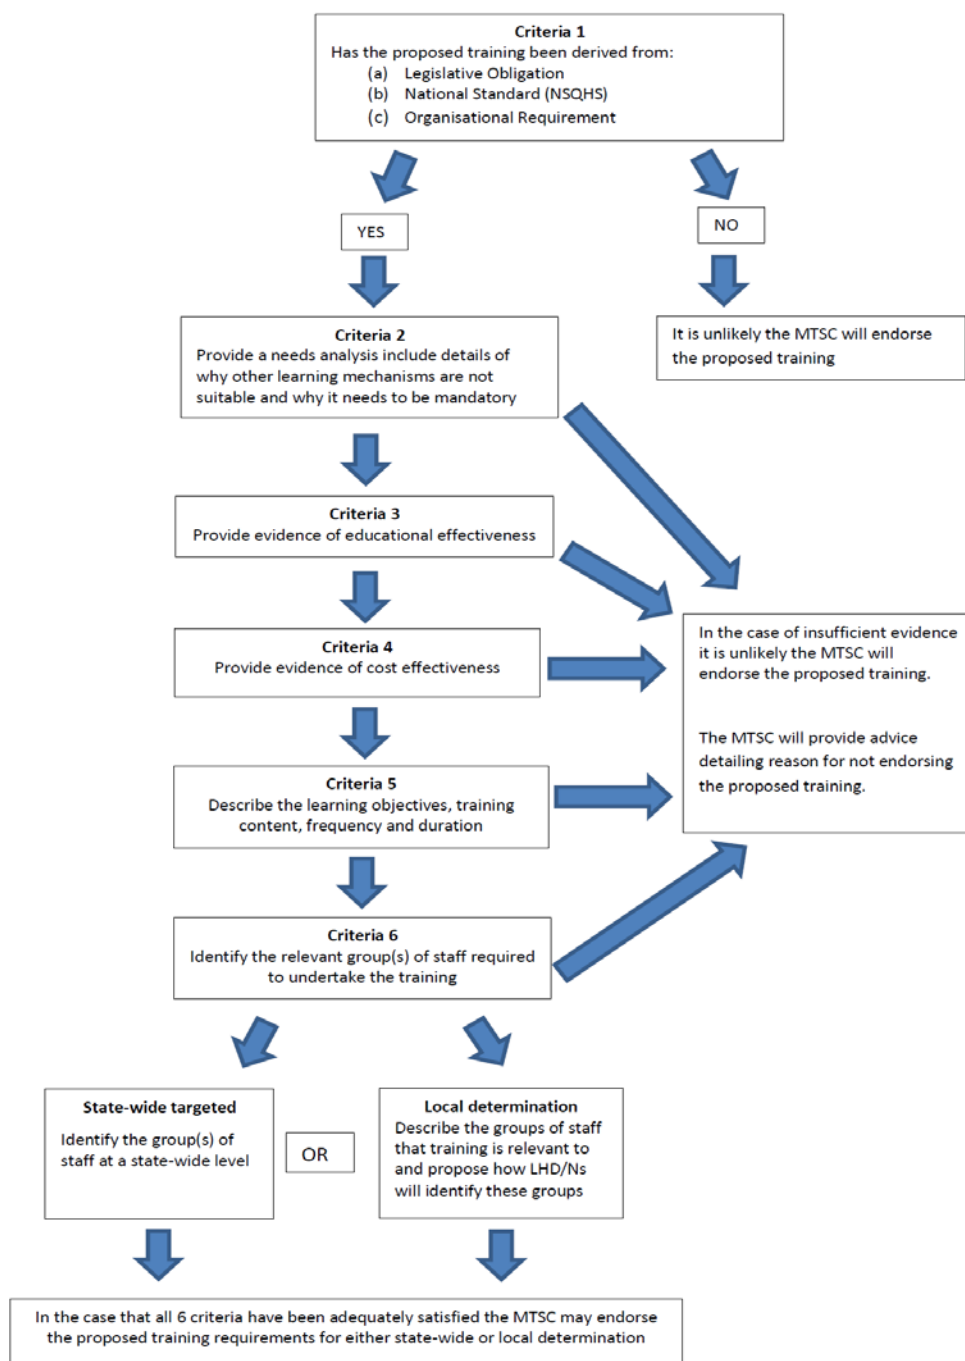 Criteria 1
Has the proposed training been derived from:
(a) Legislative Obligation
(b) National Standard (NSQHS)
(c) Organisational Requirement
YES
NO
It is unlikely the MTSC will endorse
the proposed training
Criteria 2
Provide a needs analysis include details of
why other learning mechanisms are not
suitable and why it needs to be mandatory
Criteria 3
Provide evidence of educational effectiveness
Criteria 4
Provide evidence of cost effectiveness
In the case of insufficient evidence
it is unlikely the MTSC will
endorse the proposed training.
The MTSC will provide advice
detailing reason for not endorsing
the proposed training.
Criteria 5
Describe the learning objectives, training
content, frequency and duration
Criteria 6
Identify the relevant group(s) of staff required
to undertake the training
State-wide targeted
Identify the group(s) of
staff at a state-wide level
OR
Local determination
Describe the groups of staff
that training is relevant to
and propose how LHD/Ns
will identify these groups
In the case that all 6 criteria have been adequately satisfied the MTSC may endorse
the proposed training requirements for either state-wide or local determination